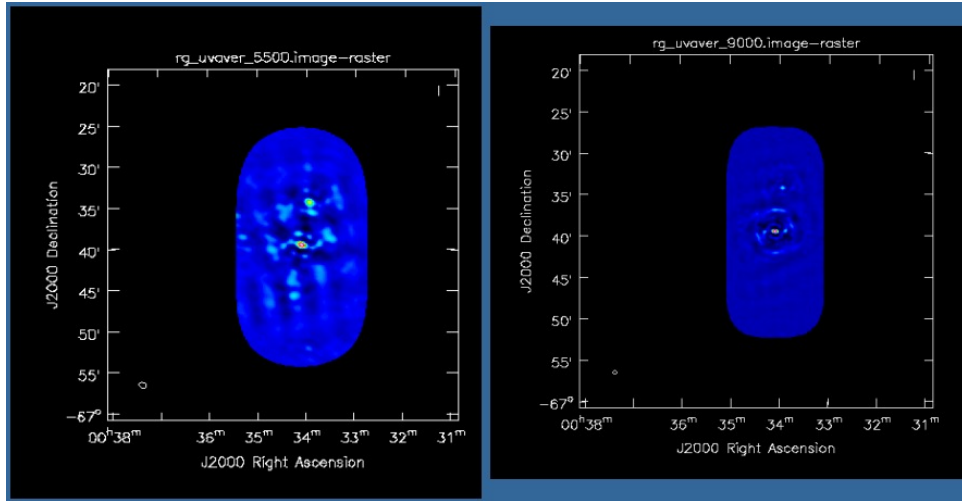 rg_uvaver_5500.image-raster
20'
25'
30'
35'
40'
45'
50'
55'
-67°
00ʰ38ᵐ 36ᵐ 35ᵐ 34ᵐ 33ᵐ 32ᵐ 31ᵐ
J2000 Declination
J2000 Right Ascension
rg_uvaver_9000.image-raster
20'
25'
30'
35'
40'
45'
50'
55'
-67°
00ʰ38ᵐ 36ᵐ 35ᵐ 34ᵐ 33ᵐ 32ᵐ 31ᵐ
J2000 Declination
J2000 Right Ascension